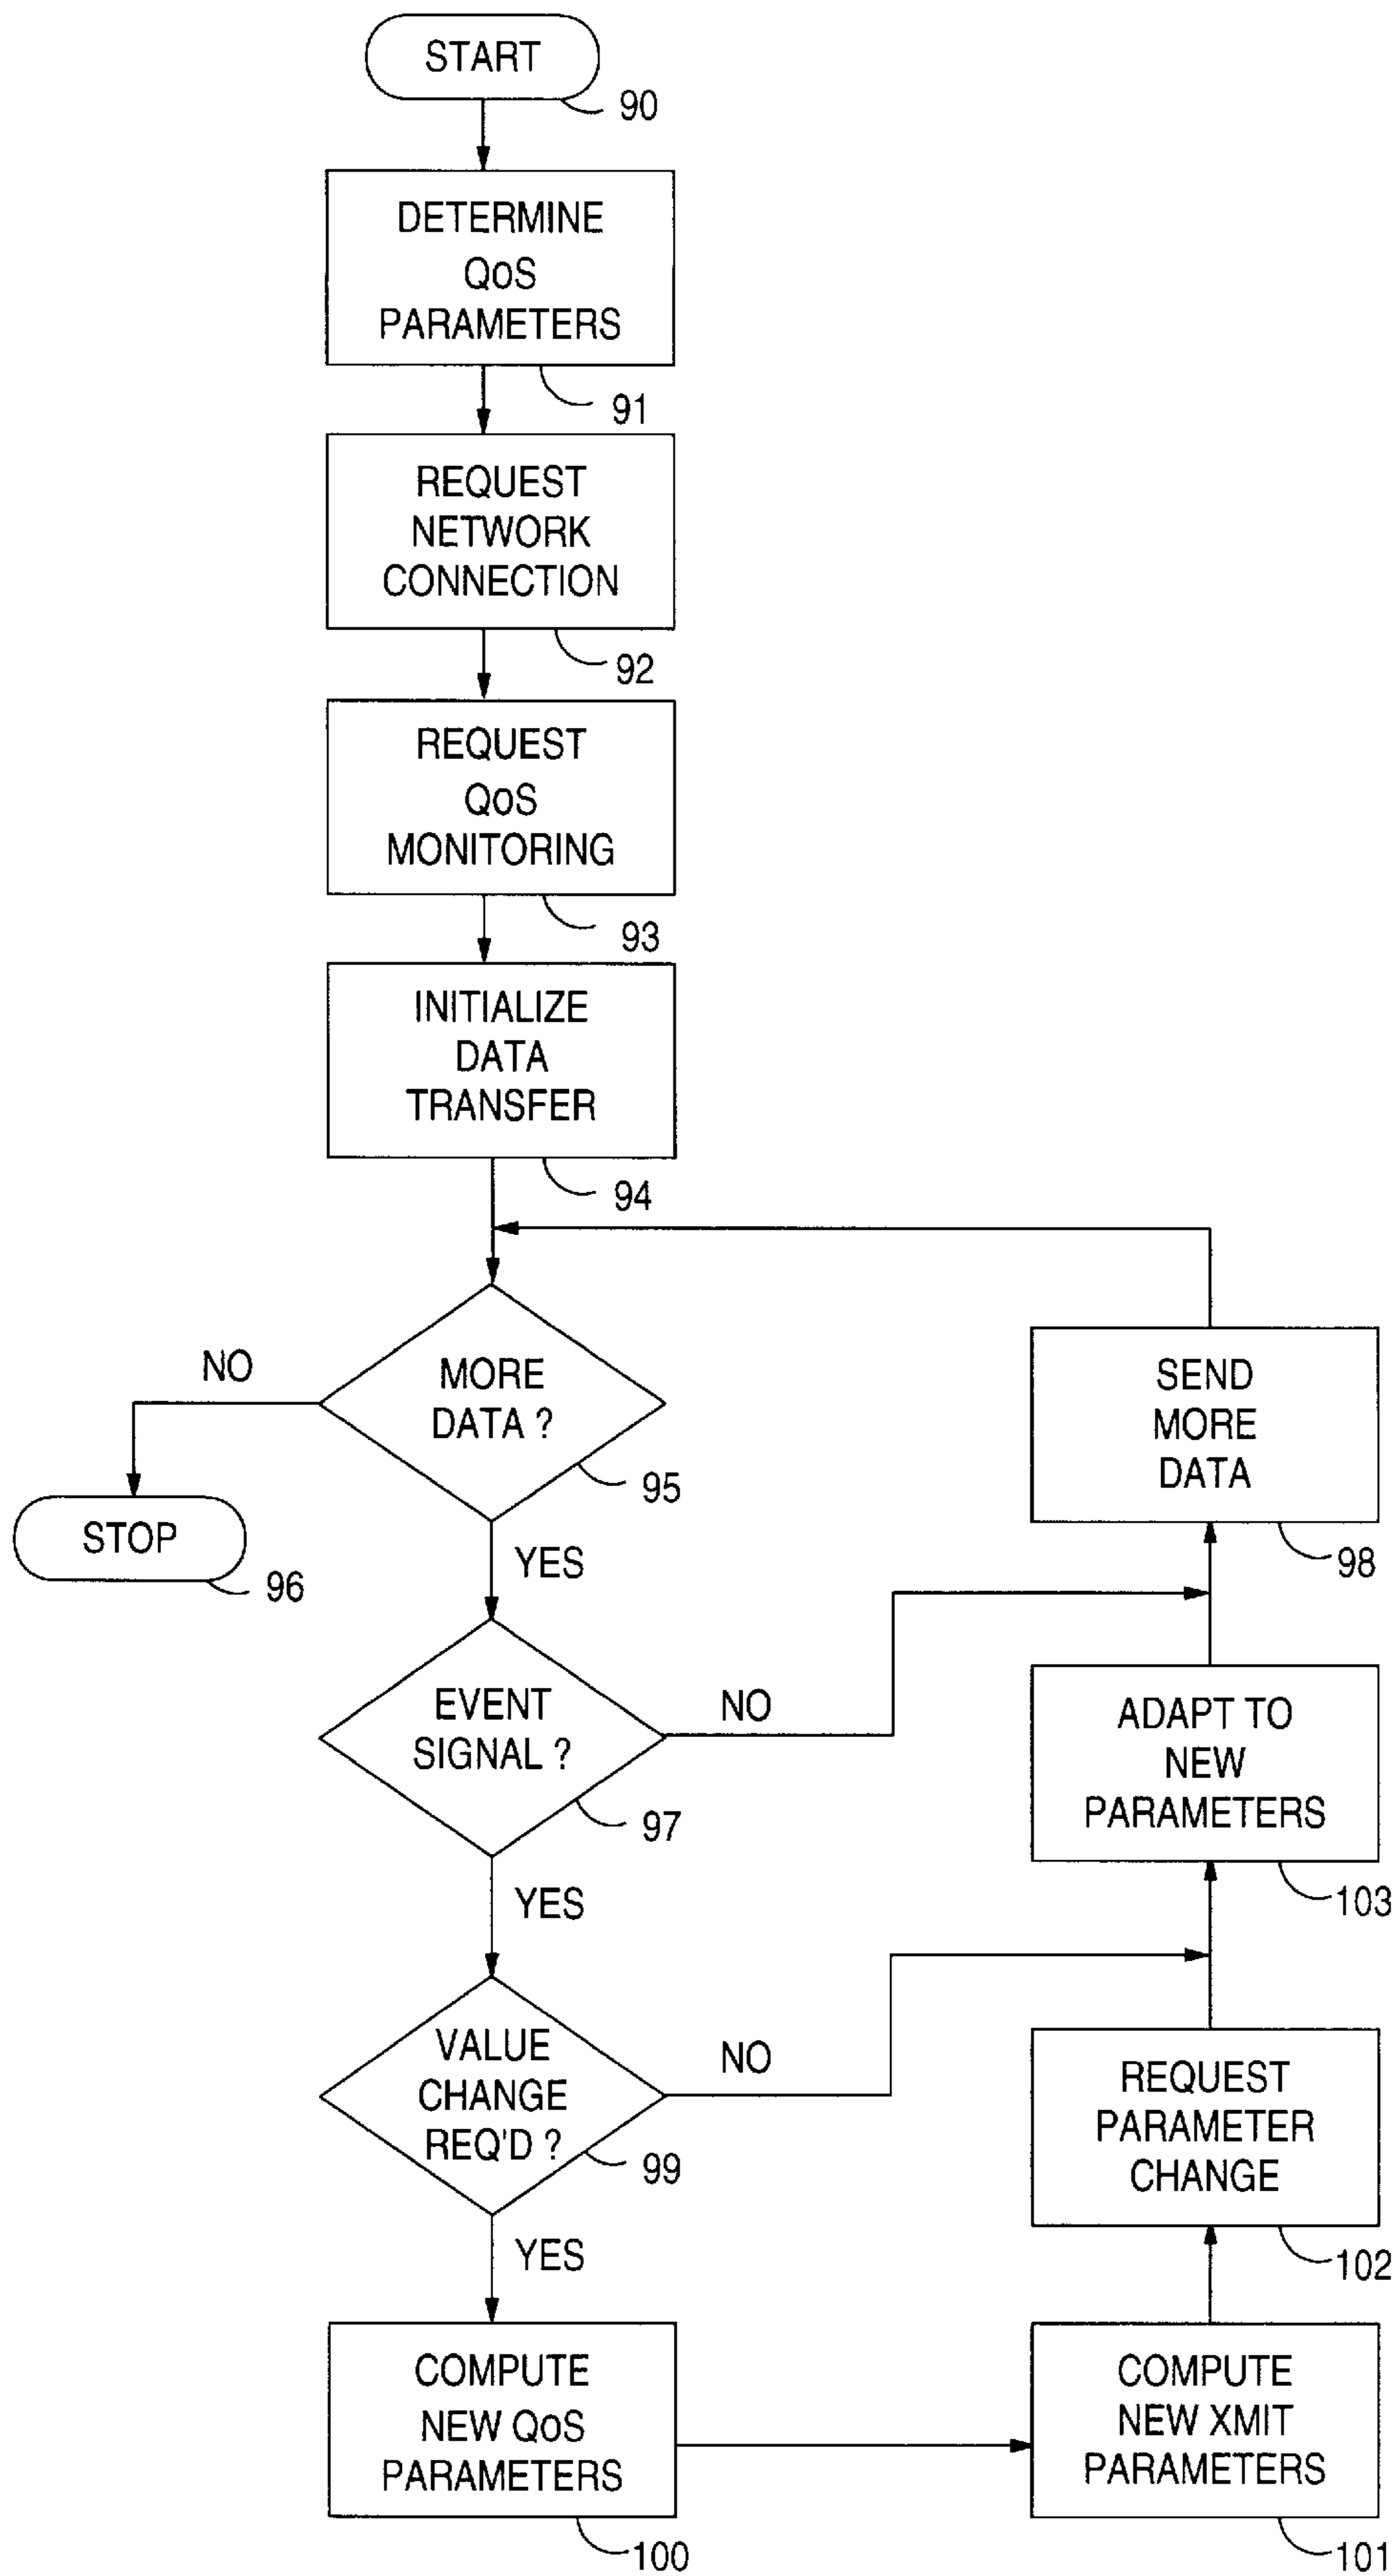 START
90
DETERMINE
QoS
PARAMETERS
91
REQUEST
NETWORK
CONNECTION
92
REQUEST
QoS
MONITORING
93
INITIALIZE
DATA
TRANSFER
94
MORE
DATA ?
95
NO
STOP
96
YES
EVENT
SIGNAL ?
97
NO
YES
VALUE
CHANGE
REQ'D ?
99
NO
YES
COMPUTE
NEW QoS
PARAMETERS
100
COMPUTE
NEW XMIT
PARAMETERS
101
REQUEST
PARAMETER
CHANGE
102
ADAPT TO
NEW
PARAMETERS
103
SEND
MORE
DATA
98